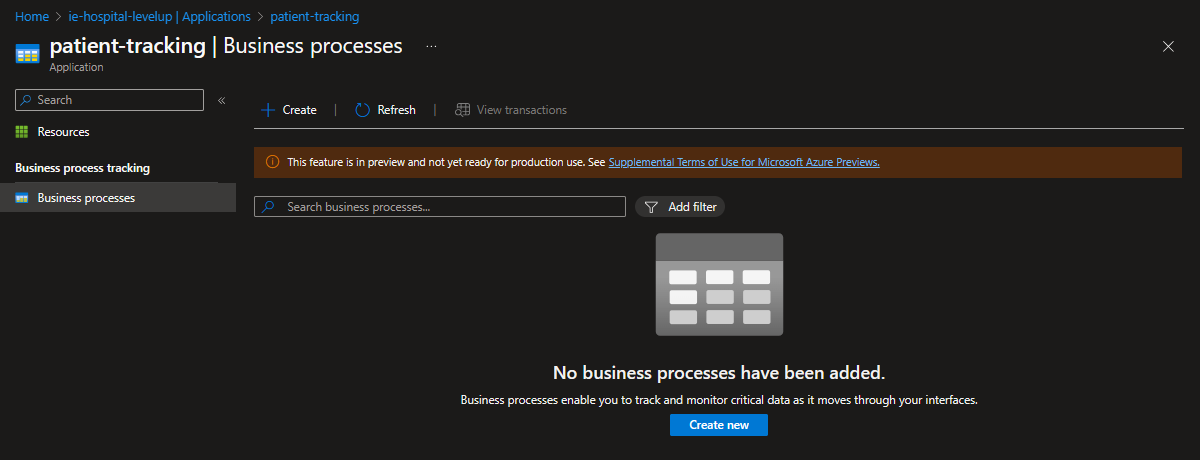 Home > ie-hospital-levelup | Applications > patient-tracking
patient-tracking | Business processes ...
Application
Search «
Resources
Business process tracking
Business processes
Create | Refresh | View transactions
This feature is in preview and not yet ready for production use. See Supplemental Terms of Use for Microsoft Azure Previews.
Search business processes...
Add filter
No business processes have been added.
Business processes enable you to track and monitor critical data as it moves through your interfaces.
Create new